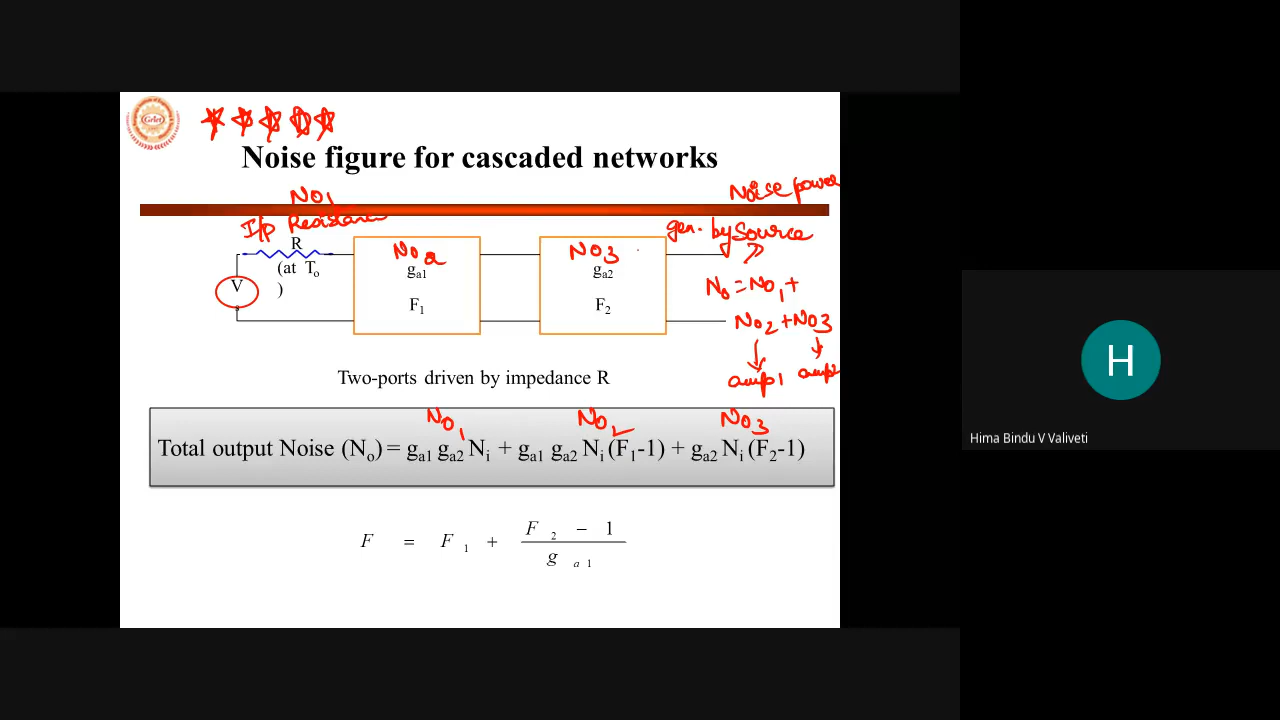 Noise figure for cascaded networks
Noise power
gen. by source
NO1
I/p Resistance
R
(at To
)
Vs
NO2
ga1
F1
NO3
ga2
F2
No = NO1 +
NO2 + NO3
amp1 amp2
Two-ports driven by impedance R
NO1 NO2 NO3
Total output Noise (No) = ga1 ga2 Ni + ga1 ga2 Ni (F1-1) + ga2 Ni (F2-1)
F = F1 + (F2 − 1) / ga1
H
Hima Bindu V Valiveti